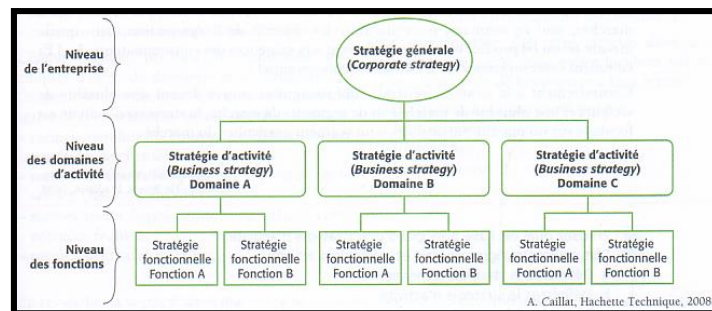 Niveau
de l'entreprise
Stratégie générale
(Corporate strategy)
Niveau
des domaines
d'activité
Stratégie d'activité
(Business strategy)
Domaine A
Stratégie d'activité
(Business strategy)
Domaine B
Stratégie d'activité
(Business strategy)
Domaine C
Niveau
des fonctions
Stratégie
fonctionnelle
Fonction A
Stratégie
fonctionnelle
Fonction B
Stratégie
fonctionnelle
Fonction A
Stratégie
fonctionnelle
Fonction B
Stratégie
fonctionnelle
Fonction A
Stratégie
fonctionnelle
Fonction B
A. Caillat, Hachette Technique, 2008